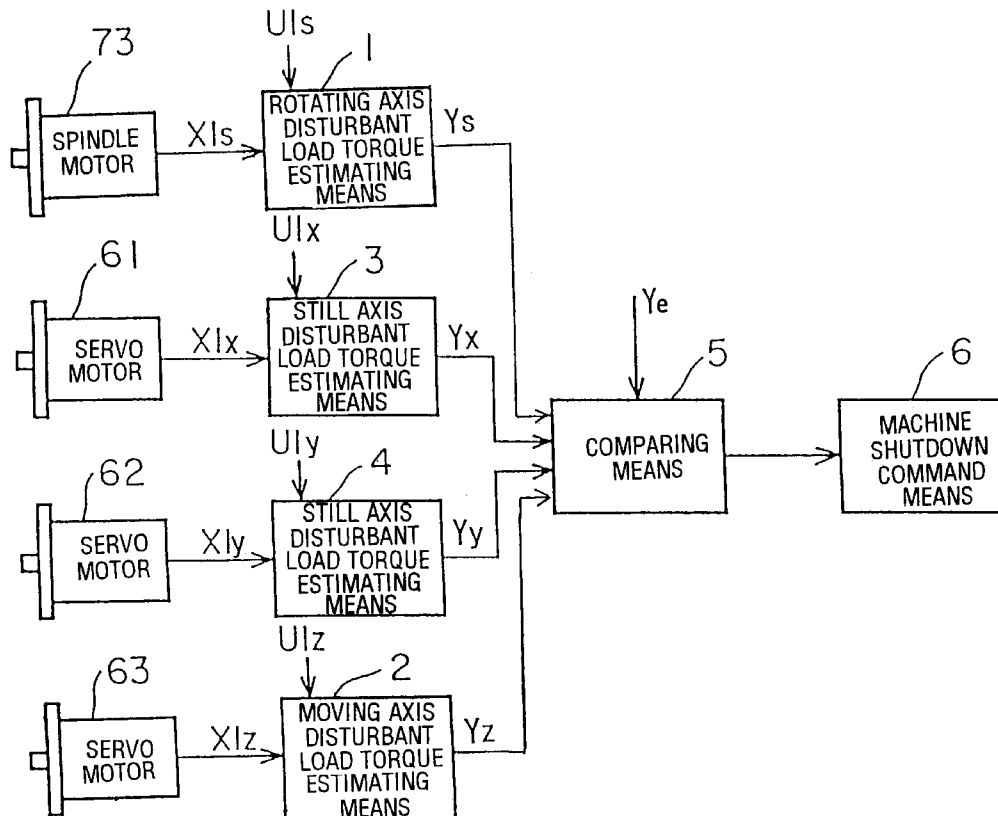 73
UIs
1
SPINDLE
MOTOR
XIs
ROTATING AXIS
DISTURBANT
LOAD TORQUE
ESTIMATING
MEANS
Ys
61
UIx
3
SERVO
MOTOR
XIx
STILL AXIS
DISTURBANT
LOAD TORQUE
ESTIMATING
MEANS
Yx
Ye
5
6
COMPARING
MEANS
MACHINE
SHUTDOWN
COMMAND
MEANS
62
UIy
4
SERVO
MOTOR
XIy
STILL AXIS
DISTURBANT
LOAD TORQUE
ESTIMATING
MEANS
Yy
63
UIz
2
SERVO
MOTOR
XIz
MOVING AXIS
DISTURBANT
LOAD TORQUE
ESTIMATING
MEANS
Yz